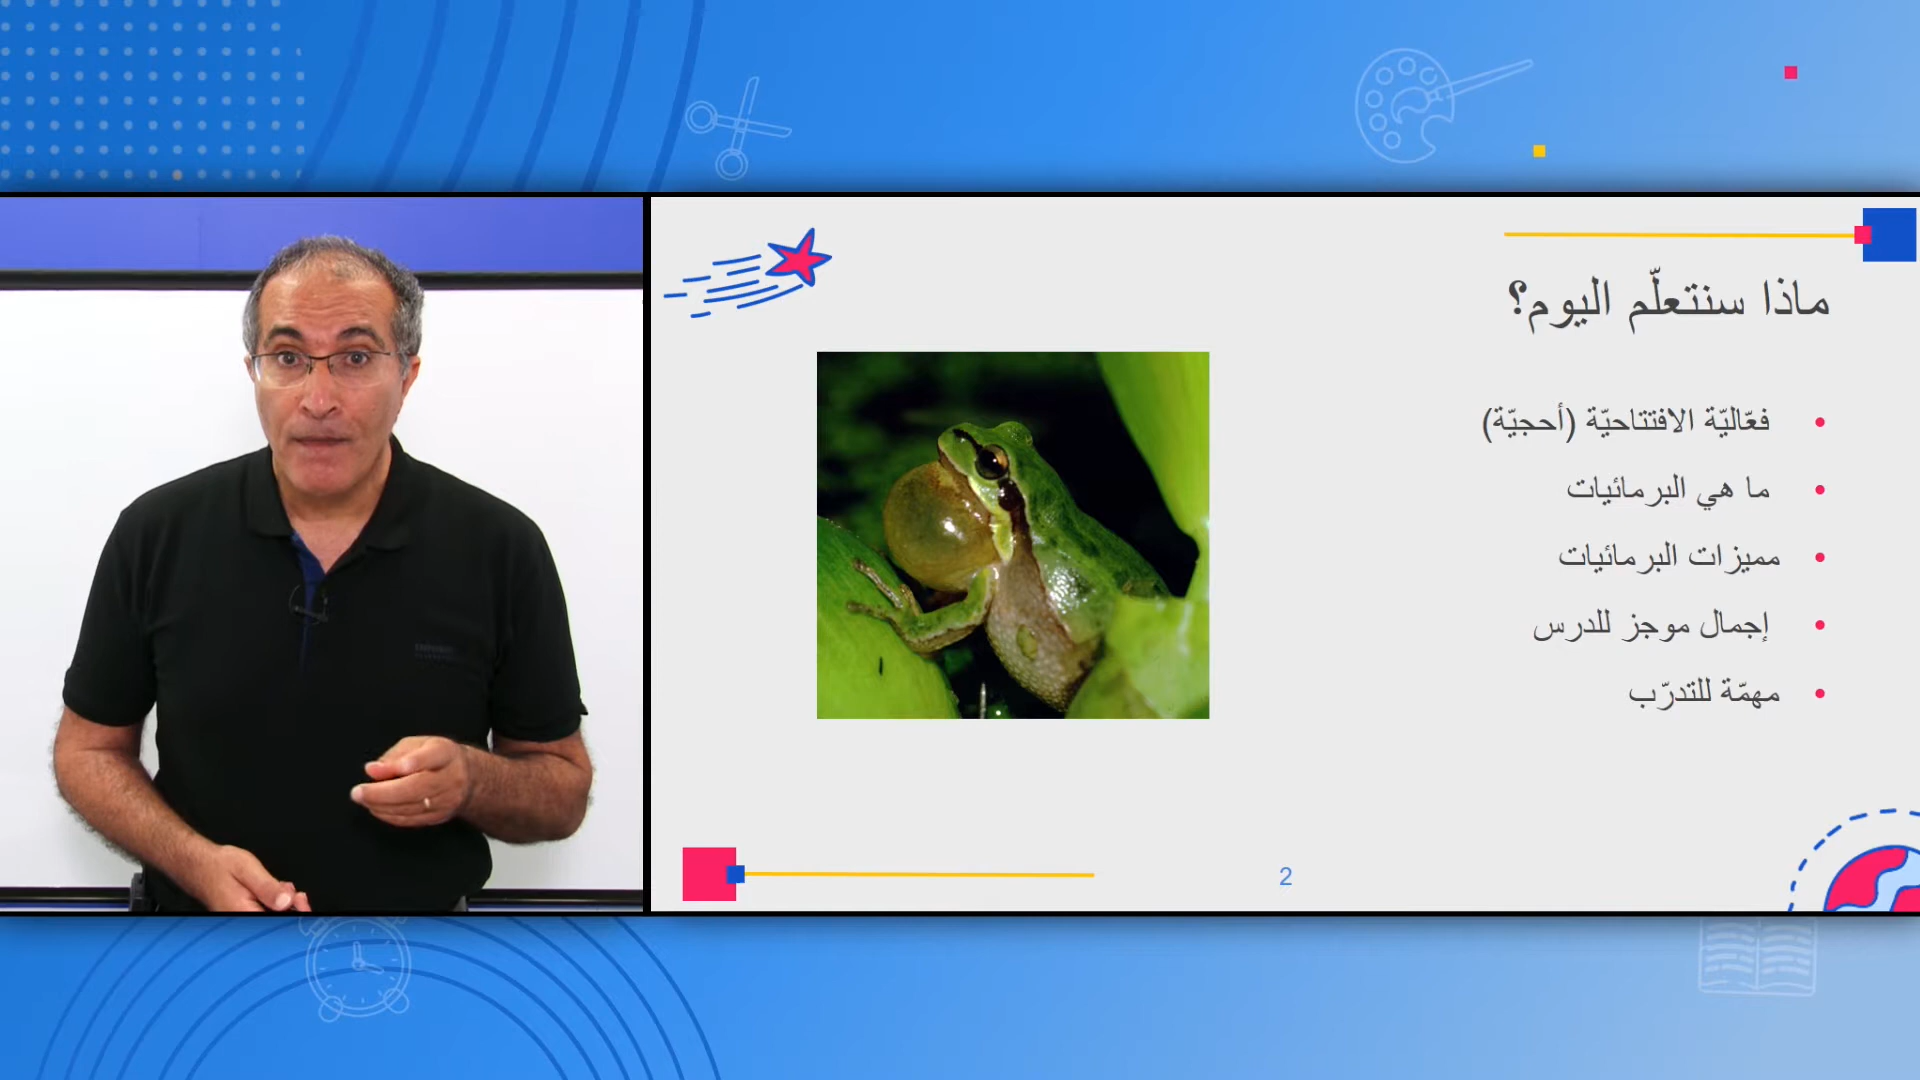 ماذا سنتعلّم اليوم؟
فعّاليّة الافتتاحيّة (أحجيّة)
ما هي البرمائيات
مميزات البرمائيات
إجمال موجز للدرس
مهمّة للتدرّب
2